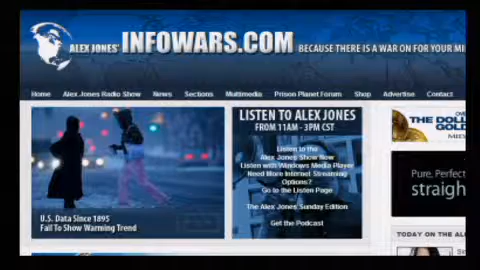 ALEX JONES' INFOWARS.COM BECAUSE THERE IS A WAR ON FOR YOUR MI
Home Alex Jones Radio Show News Sections Multimedia Prison Planet Forum Shop Advertise Contact
U.S. Data Since 1895
Fail To Show Warming Trend
LISTEN TO ALEX JONES
FROM 11AM - 3PM CST
Listen to the
Alex Jones Show Now
Listen with Windows Media Player
Need More Internet Streaming
Options?
Go to the Listen Page
The Alex Jones Sunday Edition
Get the Podcast
THE DOLL
GOLD
Pure, Perfect
straigh
TODAY ON THE AL